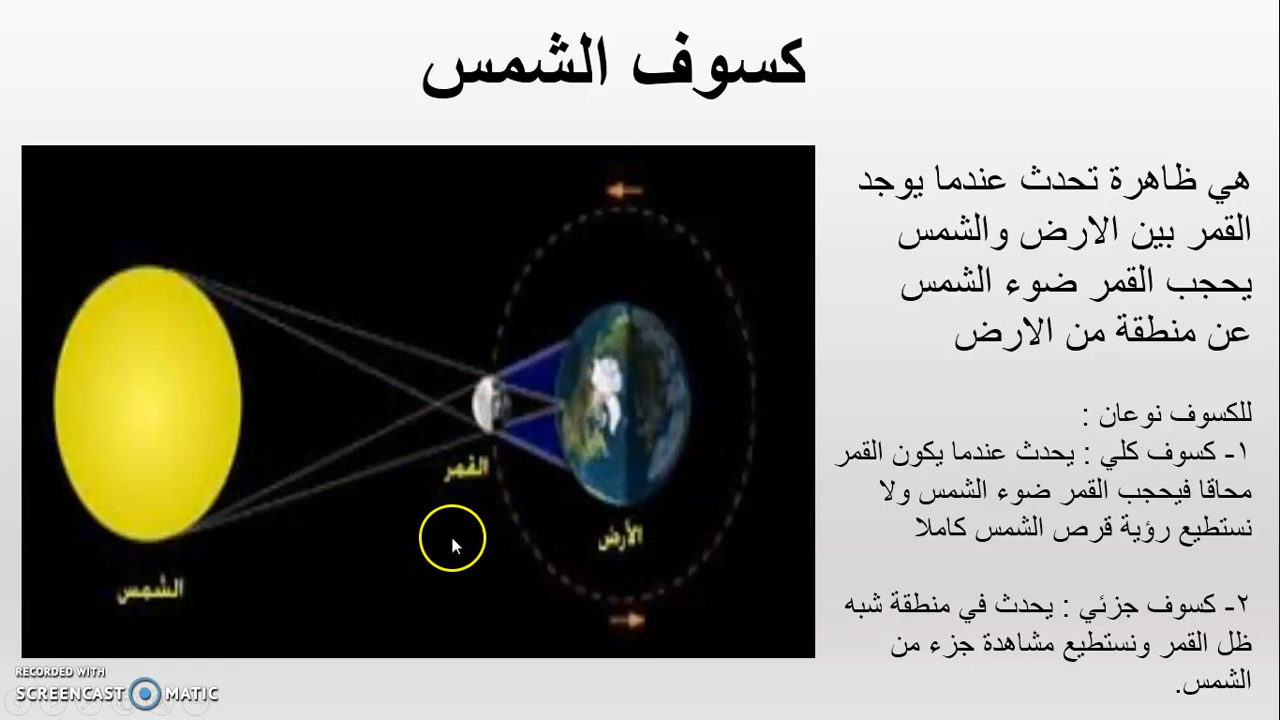 كسوف الشمس
هي ظاهرة تحدث عندما يوجد
القمر بين الارض والشمس
يحجب القمر ضوء الشمس
عن منطقة من الارض
للكسوف نوعان :
١- كسوف كلي : يحدث عندما يكون القمر
محاقا فيحجب القمر ضوء الشمس ولا
نستطيع رؤية قرص الشمس كاملا
٢- كسوف جزئي : يحدث في منطقة شبه
ظل القمر ونستطيع مشاهدة جزء من
الشمس.
القمر
الأرض
الشمس
RECORDED WITH
SCREENCAST MATIC